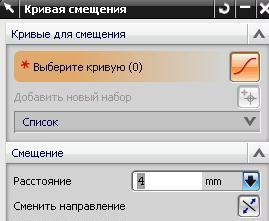 Кривая смещения
Кривые для смещения
* Выберите кривую (0)
Добавить новый набор
Список
Смещение
Расстояние 4 mm
Сменить направление